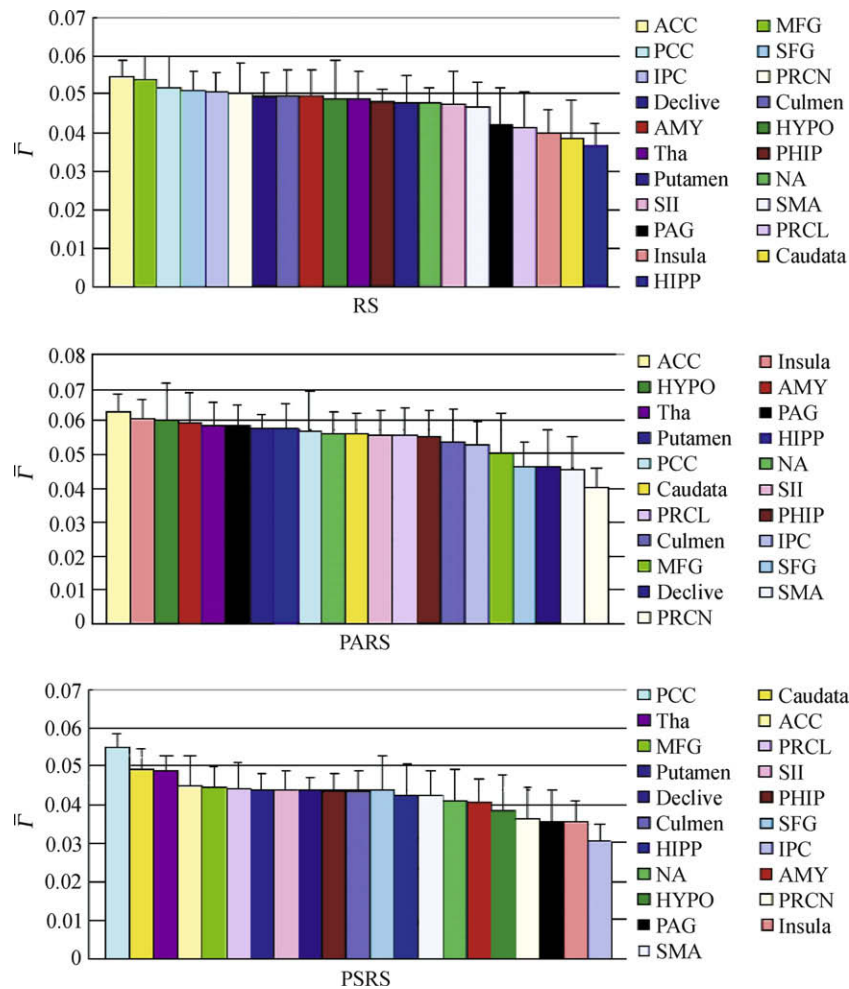 0.07
0.06
0.05
0.04
0.03
0.02
0.01
0
Γ̅
RS
ACC MFG
PCC SFG
IPC PRCN
Declive Culmen
AMY HYPO
Tha PHIP
Putamen NA
SII SMA
PAG PRCL
Insula Caudata
HIPP
0.08
0.07
0.06
0.05
0.04
0.03
0.02
0.01
0
Γ̅
PARS
ACC Insula
HYPO AMY
Tha PAG
Putamen HIPP
PCC NA
Caudata SII
PRCL PHIP
Culmen IPC
MFG SFG
Declive SMA
PRCN
0.07
0.06
0.05
0.04
0.03
0.02
0.01
0
Γ̅
PSRS
PCC Caudata
Tha ACC
MFG PRCL
Putamen SII
Declive PHIP
Culmen SFG
HIPP IPC
NA AMY
HYPO PRCN
PAG Insula
SMA